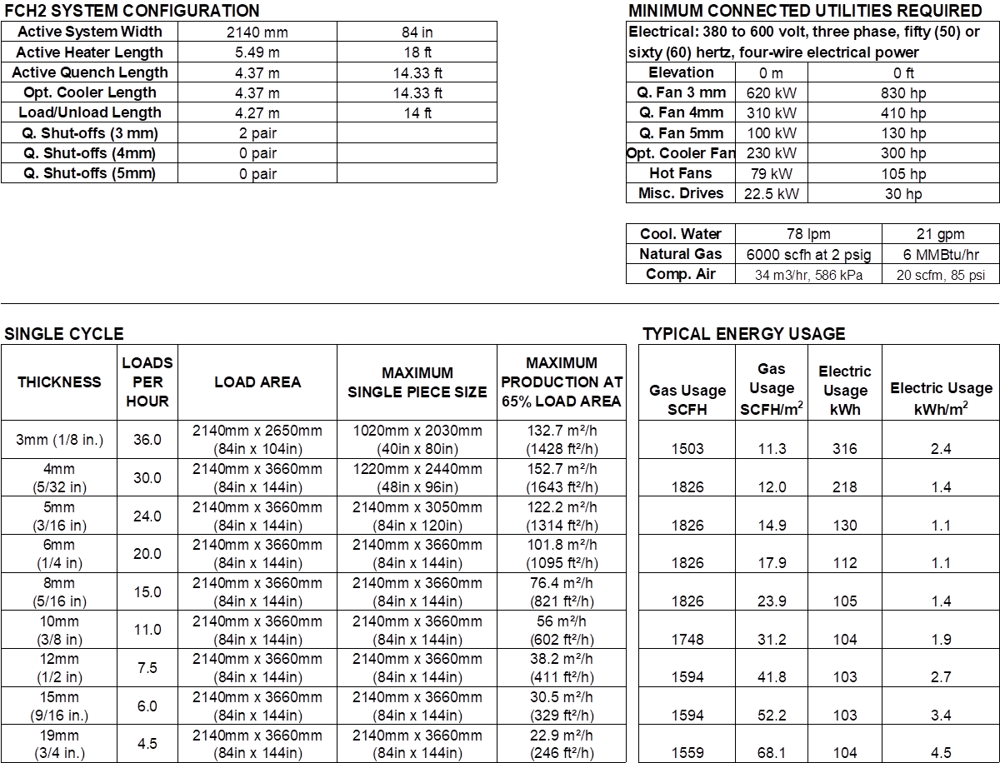 FCH2 SYSTEM CONFIGURATION
Active System Width 2140 mm 84 in
Active Heater Length 5.49 m 18 ft
Active Quench Length 4.37 m 14.33 ft
Opt. Cooler Length 4.37 m 14.33 ft
Load/Unload Length 4.27 m 14 ft
Q. Shut-offs (3 mm) 2 pair
Q. Shut-offs (4mm) 0 pair
Q. Shut-offs (5mm) 0 pair
MINIMUM CONNECTED UTILITIES REQUIRED
Electrical: 380 to 600 volt, three phase, fifty (50) or
sixty (60) hertz, four-wire electrical power
Elevation 0 m 0 ft
Q. Fan 3 mm 620 kW 830 hp
Q. Fan 4mm 310 kW 410 hp
Q. Fan 5mm 100 kW 130 hp
Opt. Cooler Fan 230 kW 300 hp
Hot Fans 79 kW 105 hp
Misc. Drives 22.5 kW 30 hp
Cool. Water 78 lpm 21 gpm
Natural Gas 6000 scfh at 2 psig 6 MMBtu/hr
Comp. Air 34 m3/hr, 586 kPa 20 scfm, 85 psi
SINGLE CYCLE
THICKNESS
LOADS
PER
HOUR
LOAD AREA
MAXIMUM
SINGLE PIECE SIZE
MAXIMUM
PRODUCTION AT
65% LOAD AREA
3mm (1/8 in.) 36.0 2140mm x 2650mm 1020mm x 2030mm 132.7 m²/h
(84in x 104in) (40in x 80in) (1428 ft²/h)
4mm 30.0 2140mm x 3660mm 1220mm x 2440mm 152.7 m²/h
(5/32 in) (84in x 144in) (48in x 96in) (1643 ft²/h)
5mm 24.0 2140mm x 3660mm 2140mm x 3050mm 122.2 m²/h
(3/16 in) (84in x 144in) (84in x 120in) (1314 ft²/h)
6mm 20.0 2140mm x 3660mm 2140mm x 3660mm 101.8 m²/h
(1/4 in) (84in x 144in) (84in x 144in) (1095 ft²/h)
8mm 15.0 2140mm x 3660mm 2140mm x 3660mm 76.4 m²/h
(5/16 in) (84in x 144in) (84in x 144in) (821 ft²/h)
10mm 11.0 2140mm x 3660mm 2140mm x 3660mm 56 m²/h
(3/8 in) (84in x 144in) (84in x 144in) (602 ft²/h)
12mm 7.5 2140mm x 3660mm 2140mm x 3660mm 38.2 m²/h
(1/2 in) (84in x 144in) (84in x 144in) (411 ft²/h)
15mm 6.0 2140mm x 3660mm 2140mm x 3660mm 30.5 m²/h
(9/16 in.) (84in x 144in) (84in x 144in) (329 ft²/h)
19mm 4.5 2140mm x 3660mm 2140mm x 3660mm 22.9 m²/h
(3/4 in.) (84in x 144in) (84in x 144in) (246 ft²/h)
TYPICAL ENERGY USAGE
Gas Usage
SCFH
Gas
Usage
SCFH/m²
Electric
Usage
kWh
Electric Usage
kWh/m²
1503 11.3 316 2.4
1826 12.0 218 1.4
1826 14.9 130 1.1
1826 17.9 112 1.1
1826 23.9 105 1.4
1748 31.2 104 1.9
1594 41.8 103 2.7
1594 52.2 103 3.4
1559 68.1 104 4.5